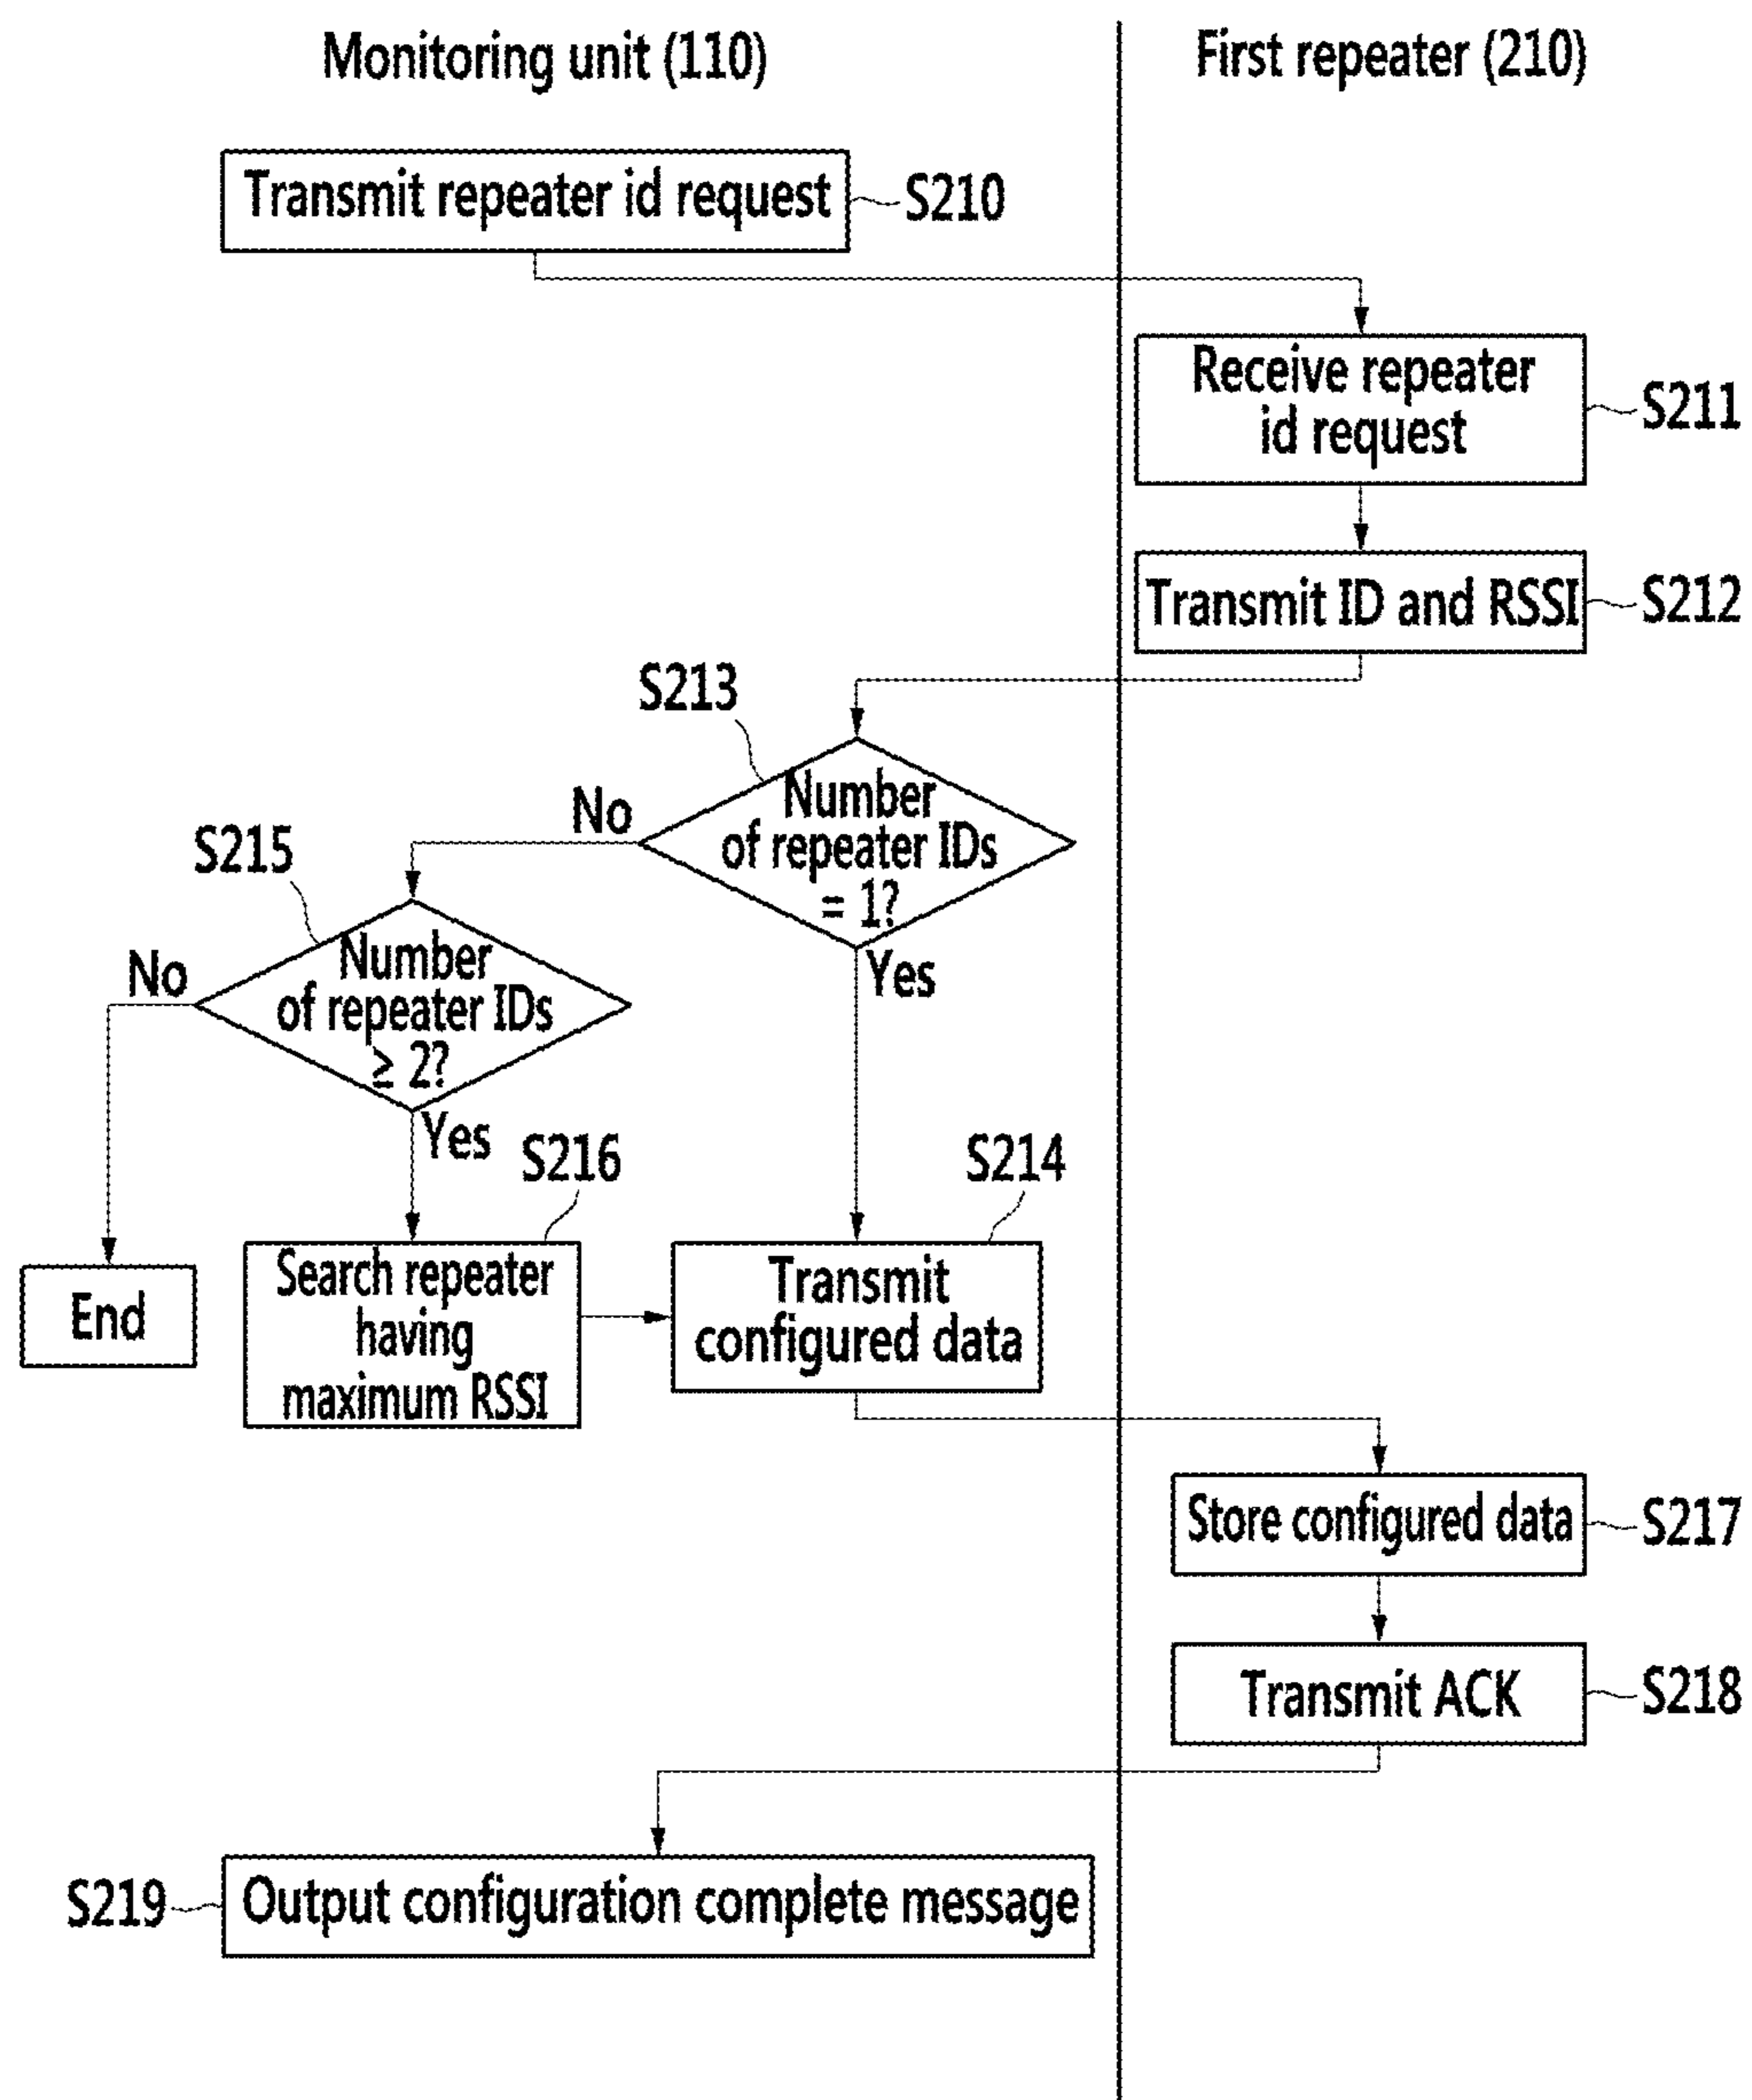 Monitoring unit (110)
First repeater (210)
Transmit repeater id request
S210
Receive repeater
id request
S211
Transmit ID and RSSI
S212
S213
Number
of repeater IDs
= 1?
No
Yes
S215
Number
of repeater IDs
≥ 2?
No
Yes
S216
S214
End
Search repeater
having
maximum RSSI
Transmit
configured data
Store configured data
S217
Transmit ACK
S218
S219
Output configuration complete message